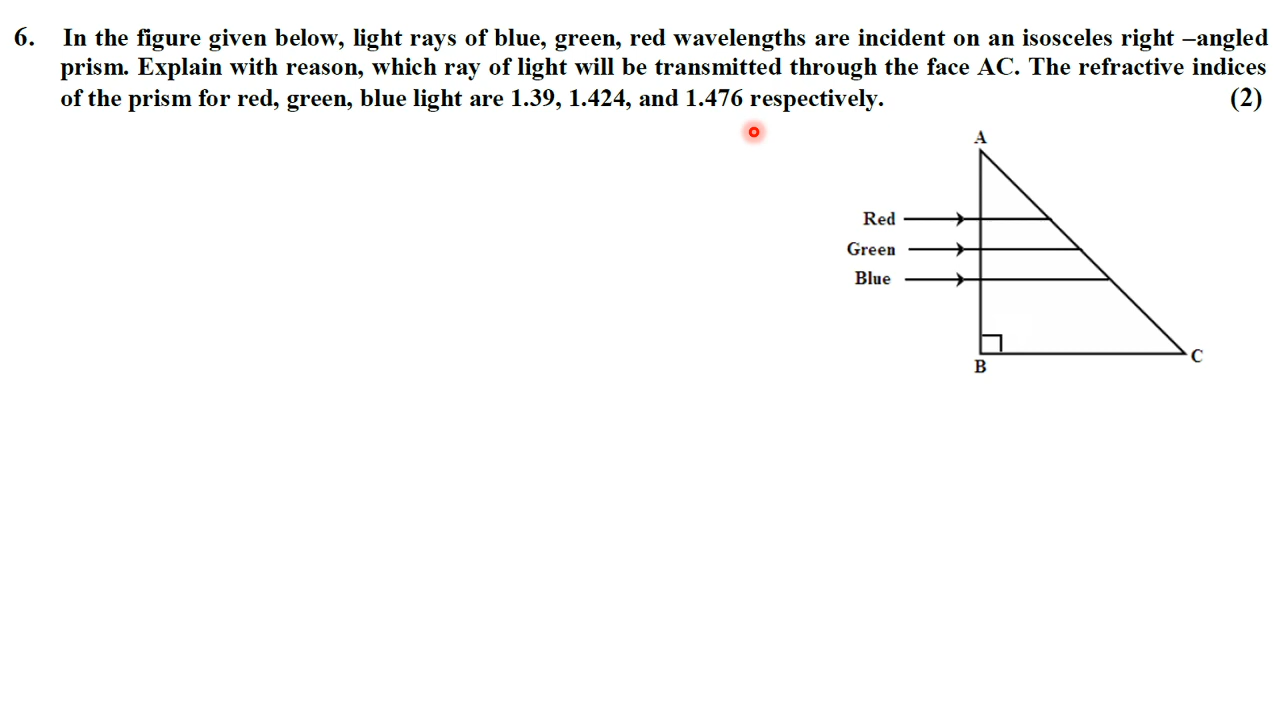 6. In the figure given below, light rays of blue, green, red wavelengths are incident on an isosceles right –angled
prism. Explain with reason, which ray of light will be transmitted through the face AC. The refractive indices
of the prism for red, green, blue light are 1.39, 1.424, and 1.476 respectively. (2)
A
Red
Green
Blue
B
C